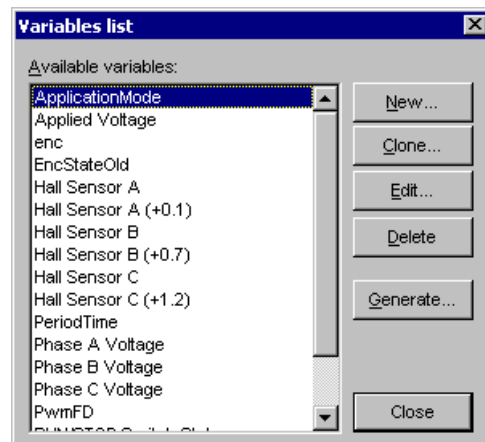 Variables list
Available variables:
ApplicationMode
Applied Voltage
enc
EncStateOld
Hall Sensor A
Hall Sensor A (+0.1)
Hall Sensor B
Hall Sensor B (+0.7)
Hall Sensor C
Hall Sensor C (+1.2)
PeriodTime
Phase A Voltage
Phase B Voltage
Phase C Voltage
PwmFD
New...
Clone...
Edit...
Delete
Generate...
Close